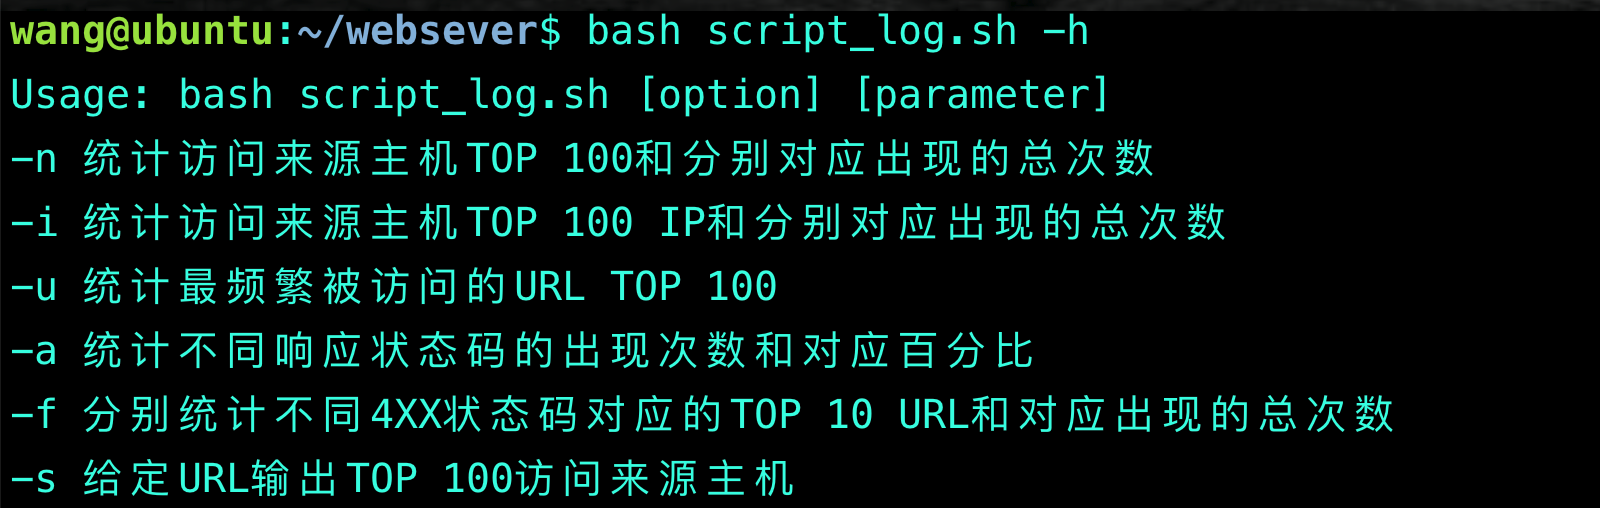 wang@ubuntu:~/websever$ bash script_log.sh -h
Usage: bash script_log.sh [option] [parameter]
-n 统计访问来源主机TOP 100和分别对应出现的总次数
-i 统计访问来源主机TOP 100 IP和分别对应出现的总次数
-u 统计最频繁被访问的URL TOP 100
-a 统计不同响应状态码的出现次数和对应百分比
-f 分别统计不同4XX状态码对应的TOP 10 URL和对应出现的总次数
-s 给定URL输出TOP 100访问来源主机